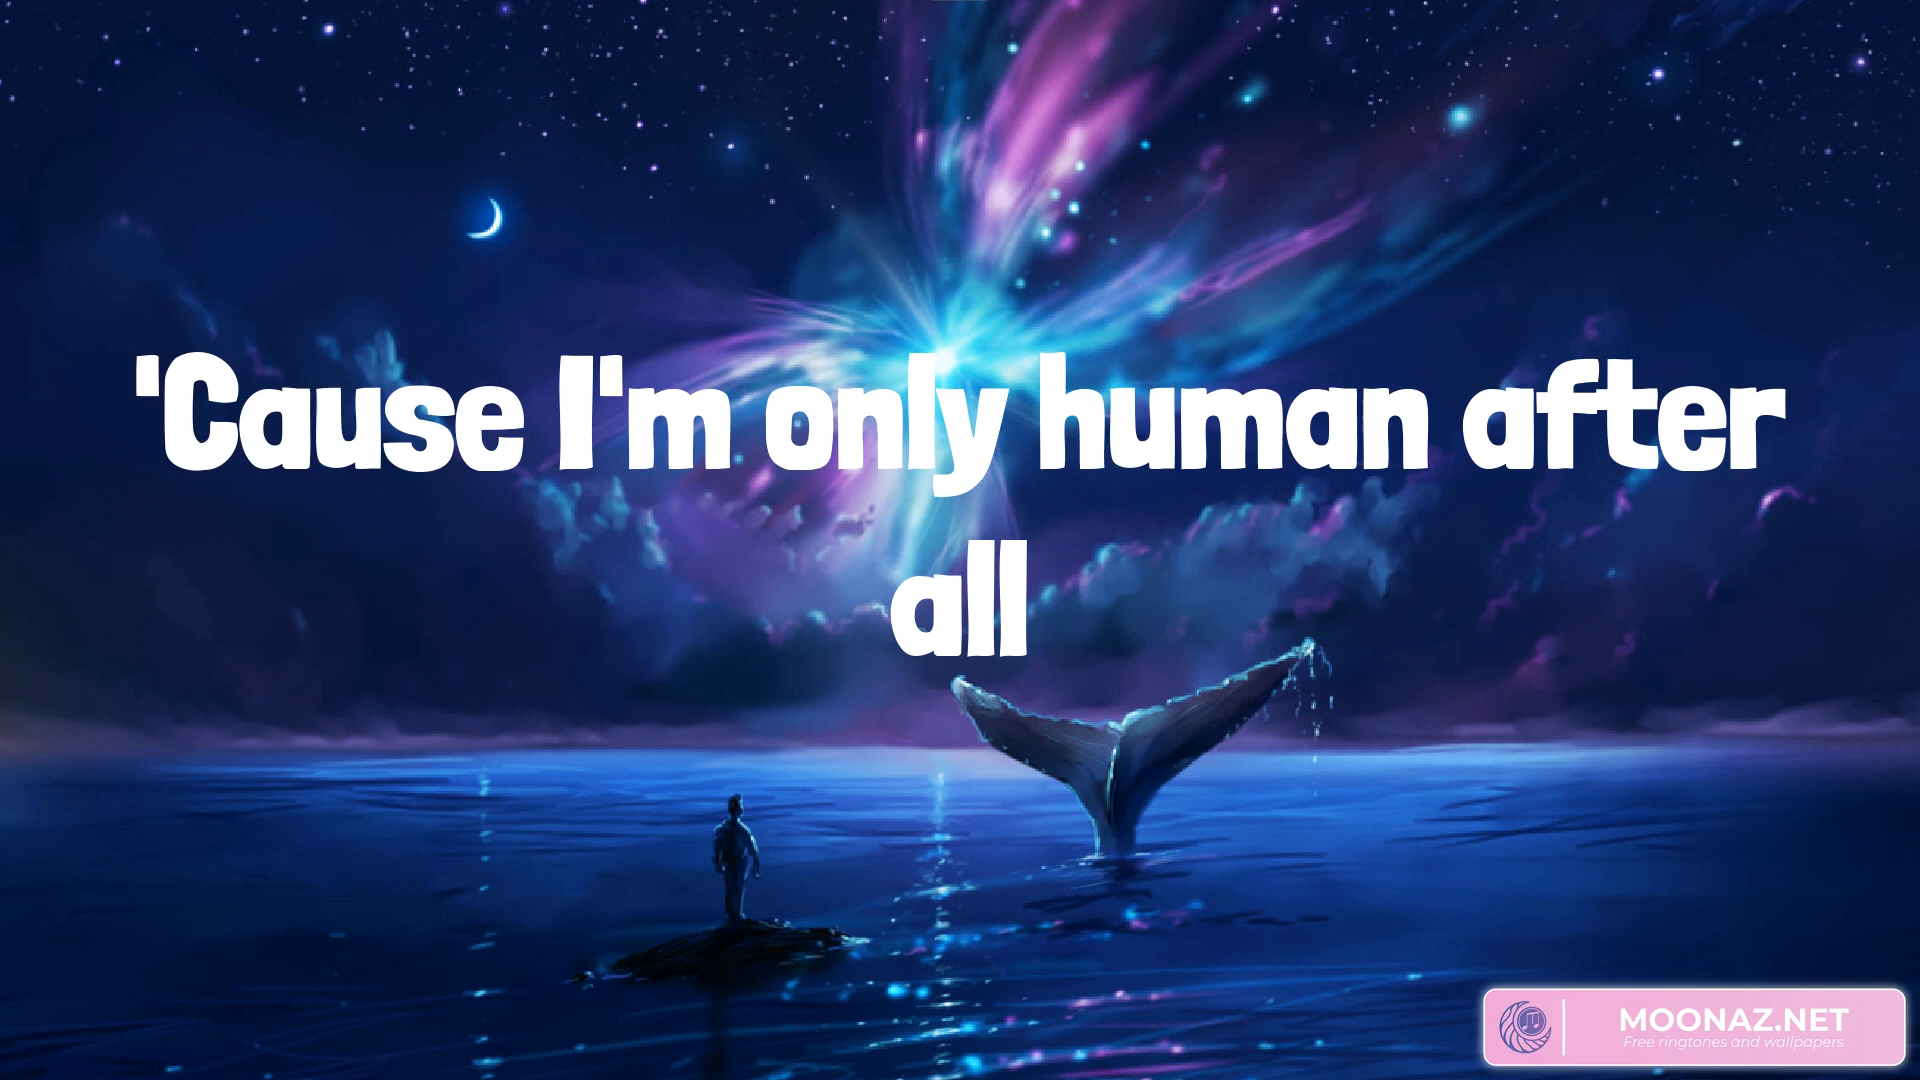 'Cause I'm only human after
all
MOONAZ.NET
Free ringtones and wallpapers